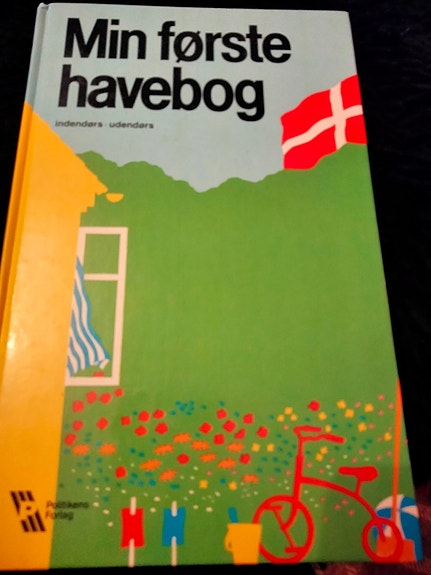 Min første
havebog
indendørs · udendørs
Politikens
Forlag